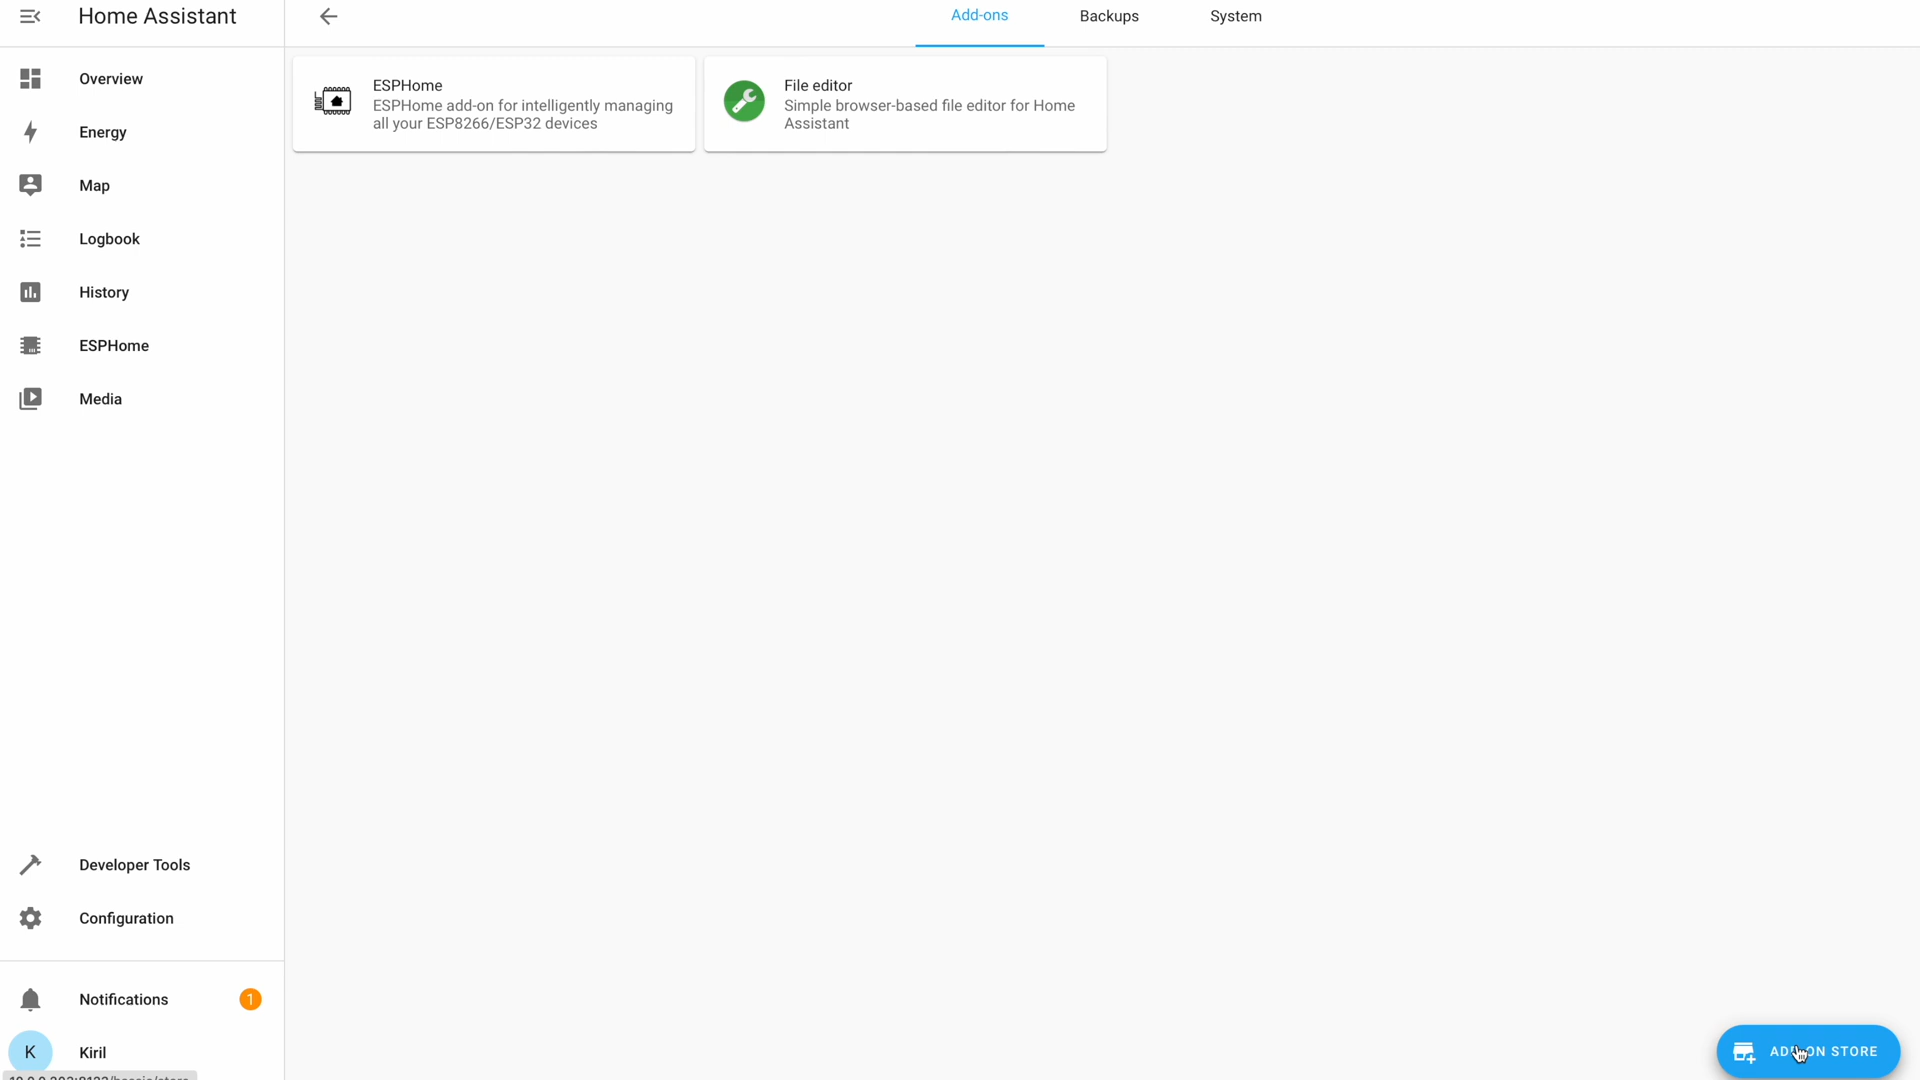 Home Assistant
Add-ons
Backups
System
Overview
Energy
Map
Logbook
History
ESPHome
Media
ESPHome
ESPHome add-on for intelligently managing
all your ESP8266/ESP32 devices
File editor
Simple browser-based file editor for Home
Assistant
Developer Tools
Configuration
Notifications 1
K Kiril
ADD-ON STORE